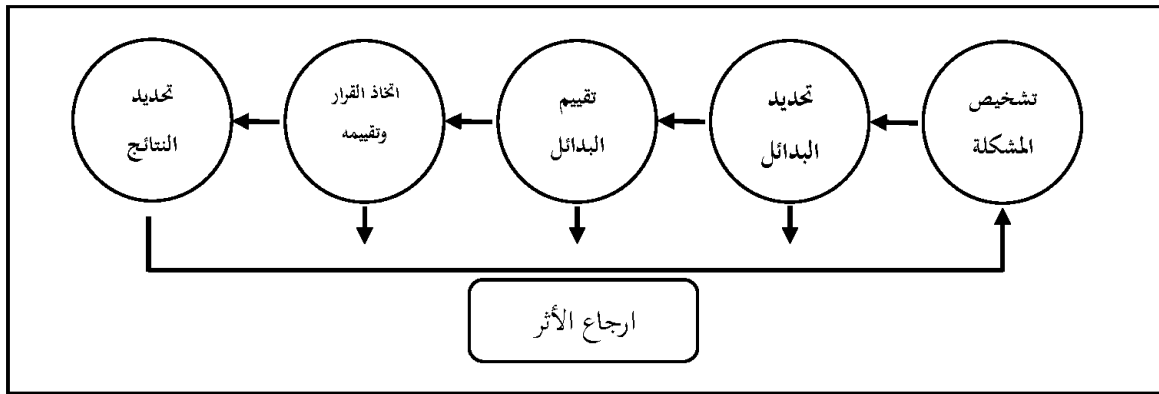 تشخيص
المشكلة
تحديد
البدائل
تقييم
البدائل
اتخاذ القرار
وتقييمه
تحديد
النتائج
ارجاع الأثر